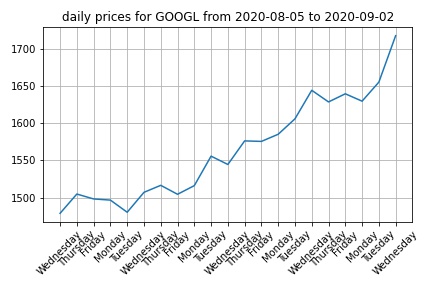 daily prices for GOOGL from 2020-08-05 to 2020-09-02
1700
1650
1600
1550
1500
Wednesday
Thursday
Friday
Monday
Tuesday
Wednesday
Thursday
Friday
Monday
Tuesday
Wednesday
Thursday
Friday
Monday
Tuesday
Wednesday
Thursday
Friday
Monday
Tuesday
Wednesday